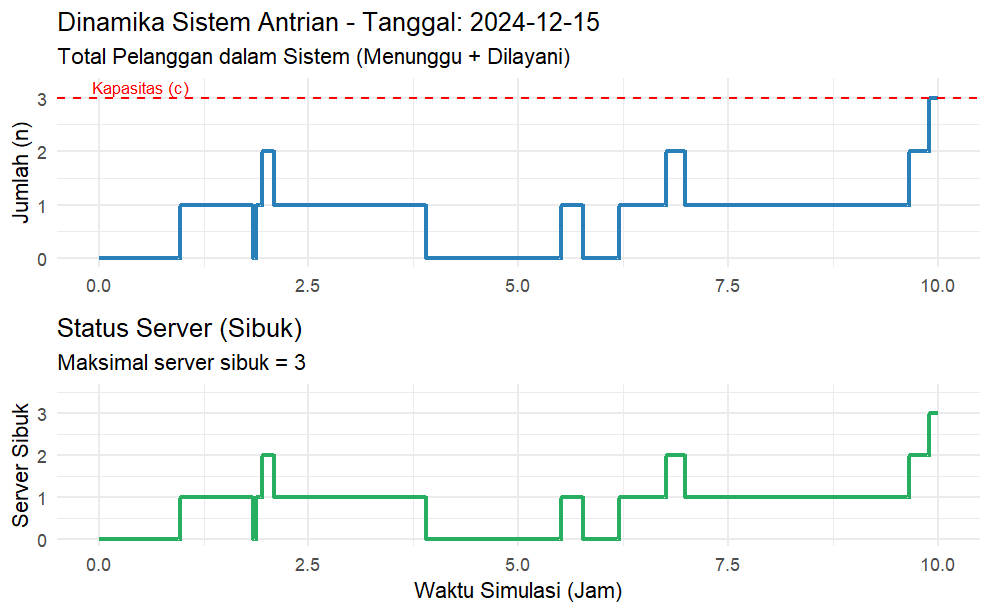 Dinamika Sistem Antrian - Tanggal: 2024-12-15
Total Pelanggan dalam Sistem (Menunggu + Dilayani)
Kapasitas (c)
Jumlah (n)
3
2
1
0
0.0 2.5 5.0 7.5 10.0
Status Server (Sibuk)
Maksimal server sibuk = 3
Server Sibuk
3
2
1
0
0.0 2.5 5.0 7.5 10.0
Waktu Simulasi (Jam)